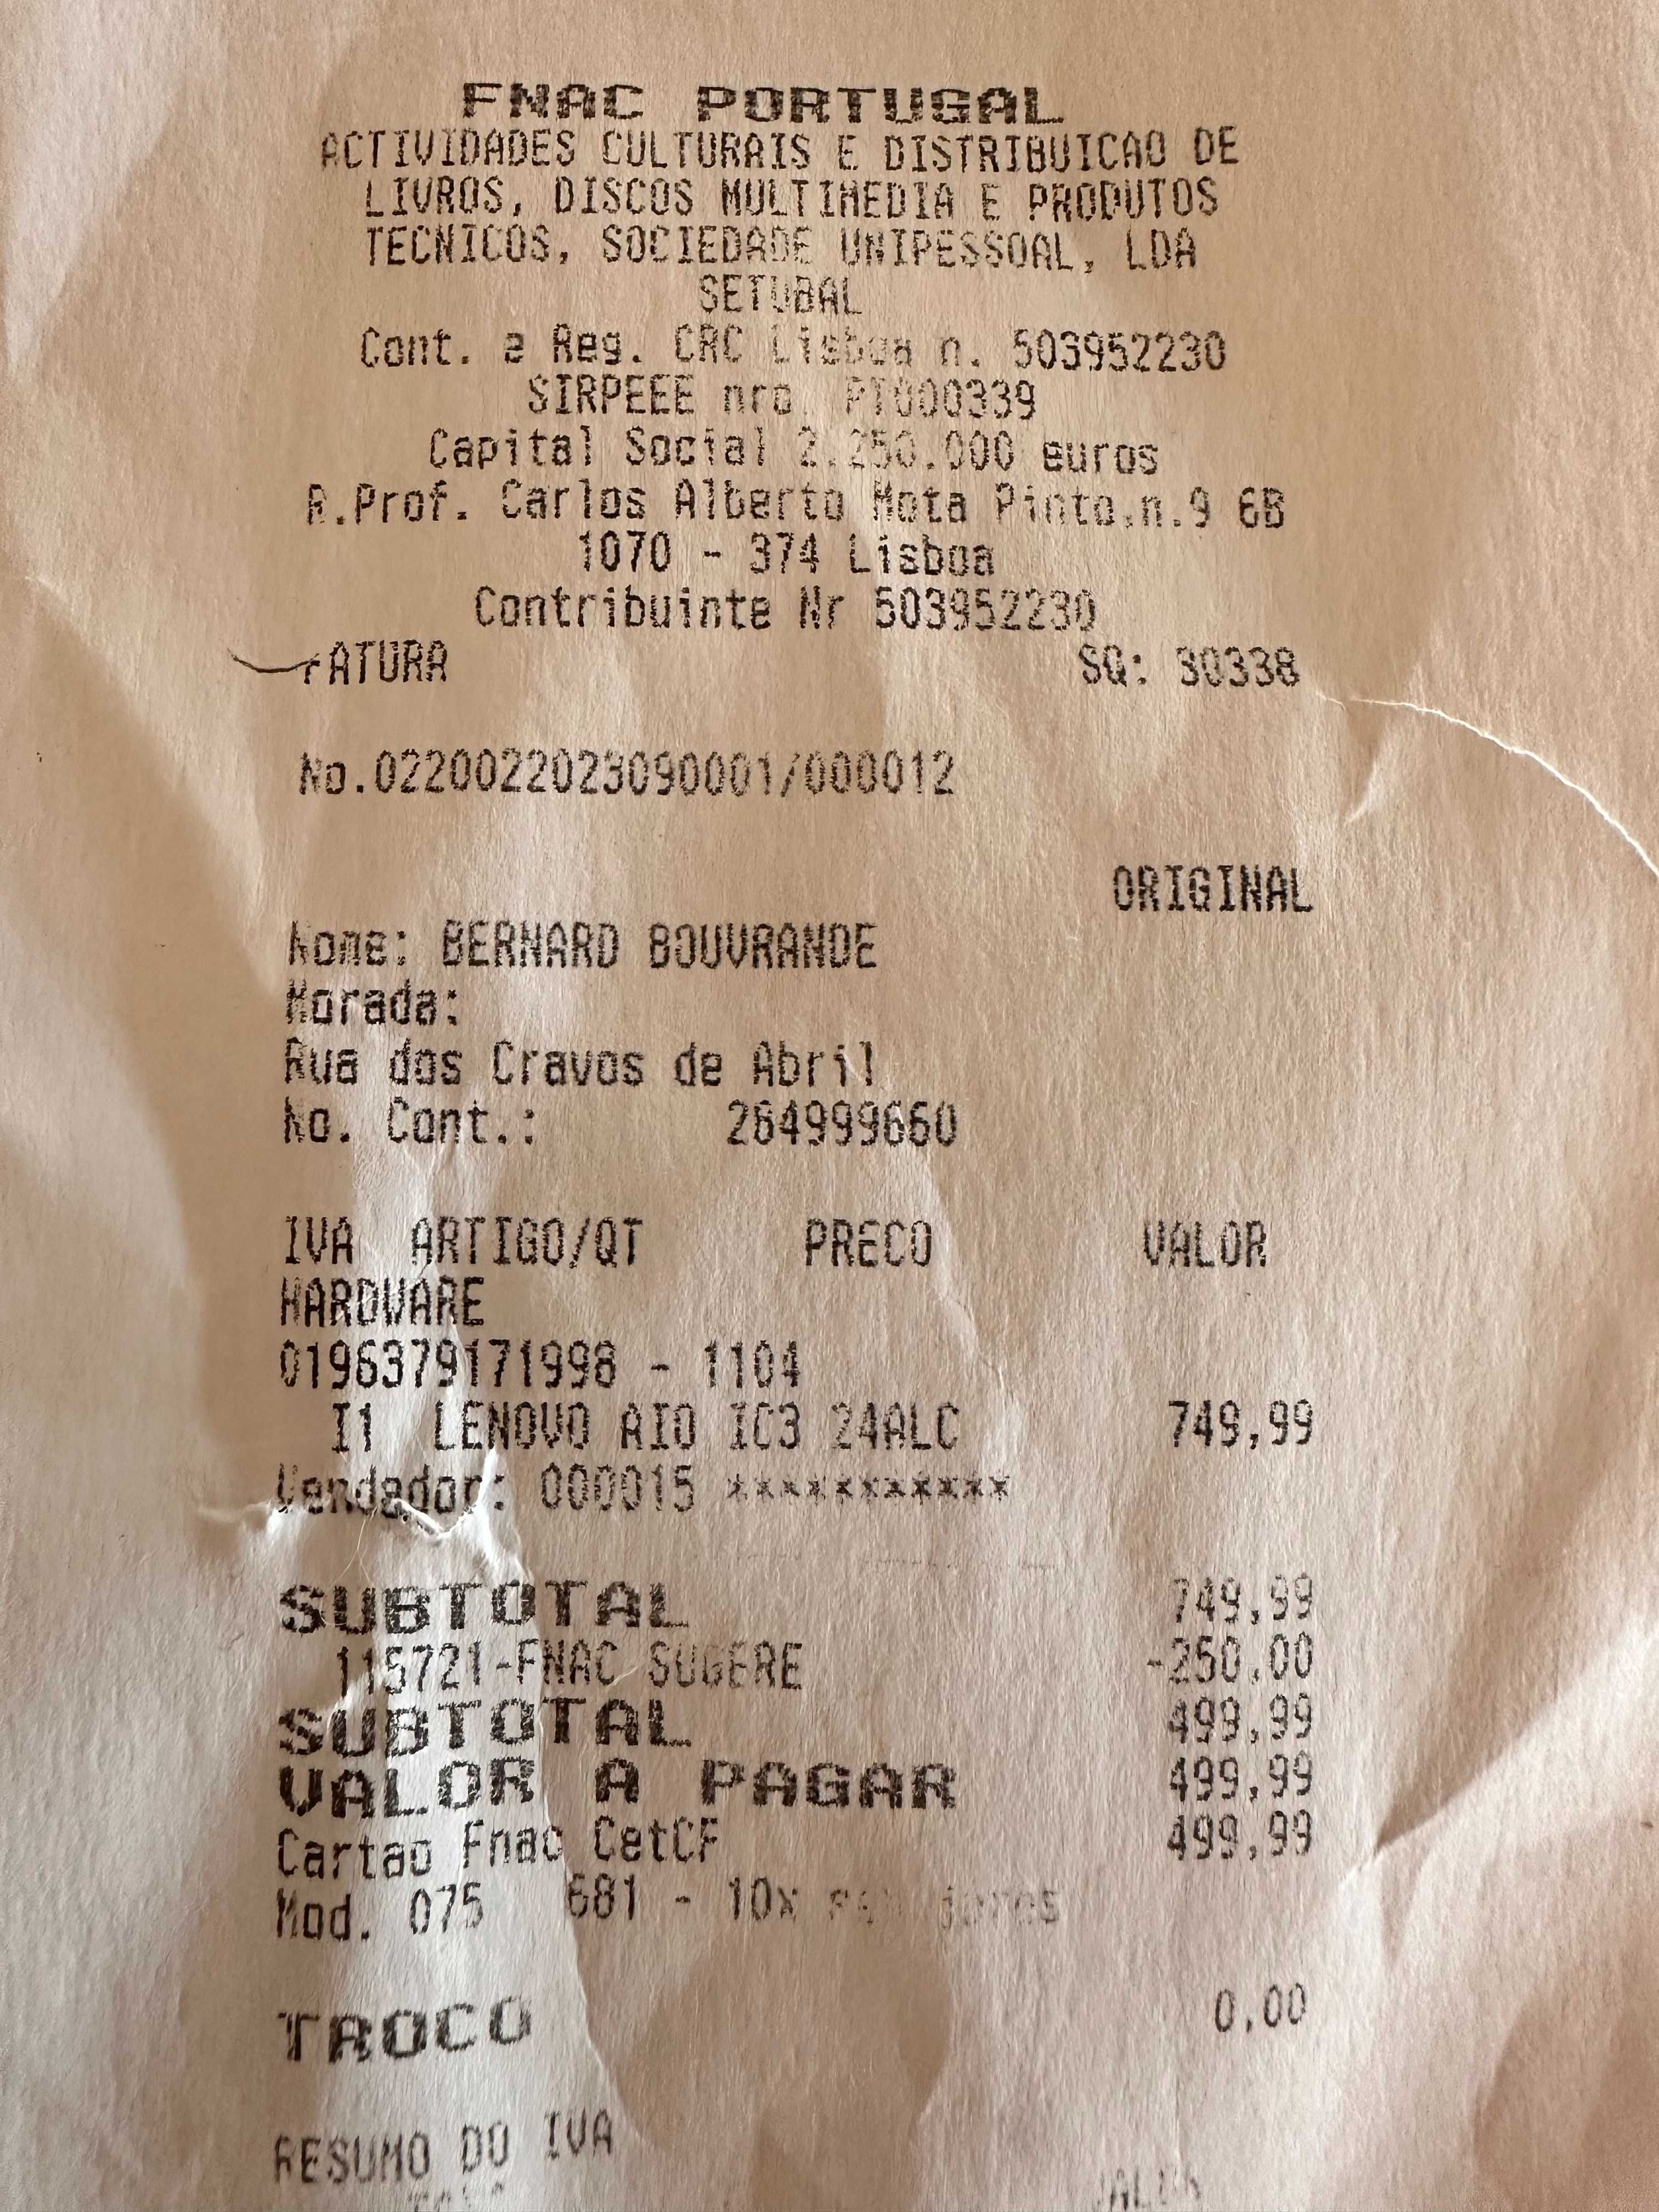 FNAC PORTUGAL
ACTIVIDADES CULTURAIS E DISTRIBUICAO DE
LIVROS, DISCOS MULTIMEDIA E PRODUTOS
TECNICOS, SOCIEDADE UNIPESSOAL, LDA
SETUBAL
Cont. e Reg. CRC Lisboa n. 503952230
SIRPEEE nro. PT000339
Capital Social 2.250.000 euros
R.Prof. Carlos Alberto Mota Pinto,n.9 6B
1070 - 374 Lisboa
Contribuinte Nr 503952230
FATURA SQ: 30338
No.0220022023090001/000012
ORIGINAL
Nome: BERNARD BOUVRANDE
Morada:
Rua dos Cravos de Abril
No. Cont.: 264999660
IVA ARTIGO/QT PRECO VALOR
HARDWARE
0196379171998 - 1104
I1 LENOVO AIO IC3 24ALC 749,99
Vendedor: 000015 ***********
SUBTOTAL 749,99
115721-FNAC SUGERE -250,00
SUBTOTAL 499,99
VALOR A PAGAR 499,99
Cartao Fnac CetCF 499,99
Mod. 075 681 - 10x sem juros
TROCO 0,00
RESUMO DO IVA